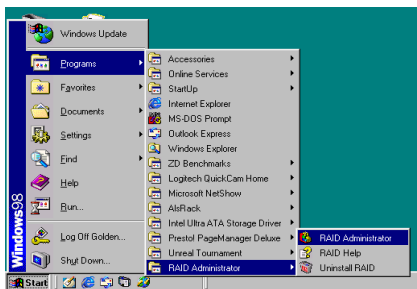 Windows Update
Programs
Favorites
Documents
Settings
Find
Help
Run...
Log Off Golden...
Shut Down...
Windows98
Start
Accessories
Online Services
StartUp
Internet Explorer
MS-DOS Prompt
Outlook Express
Windows Explorer
ZD Benchmarks
Logitech QuickCam Home
Microsoft NetShow
AlsRack
Intel Ultra ATA Storage Driver
Presto! PageManager Deluxe
Unreal Tournament
RAID Administrator
RAID Administrator
RAID Help
Uninstall RAID